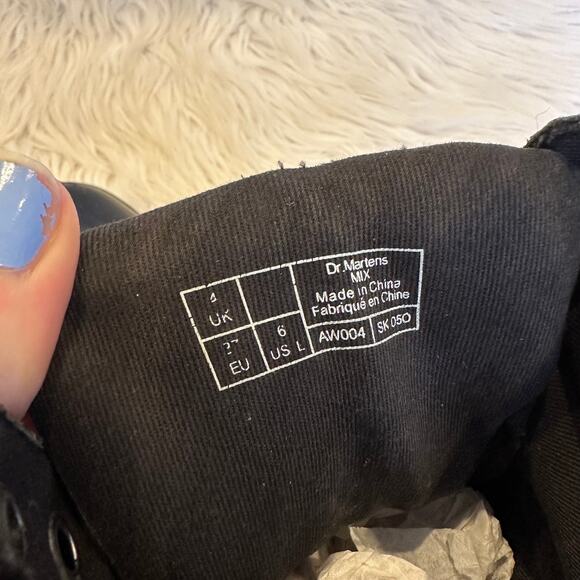 4
UK
37
EU
6
US L
Dr.Martens
MIX
Made in China
Fabriqué en Chine
AW004
SK 05O